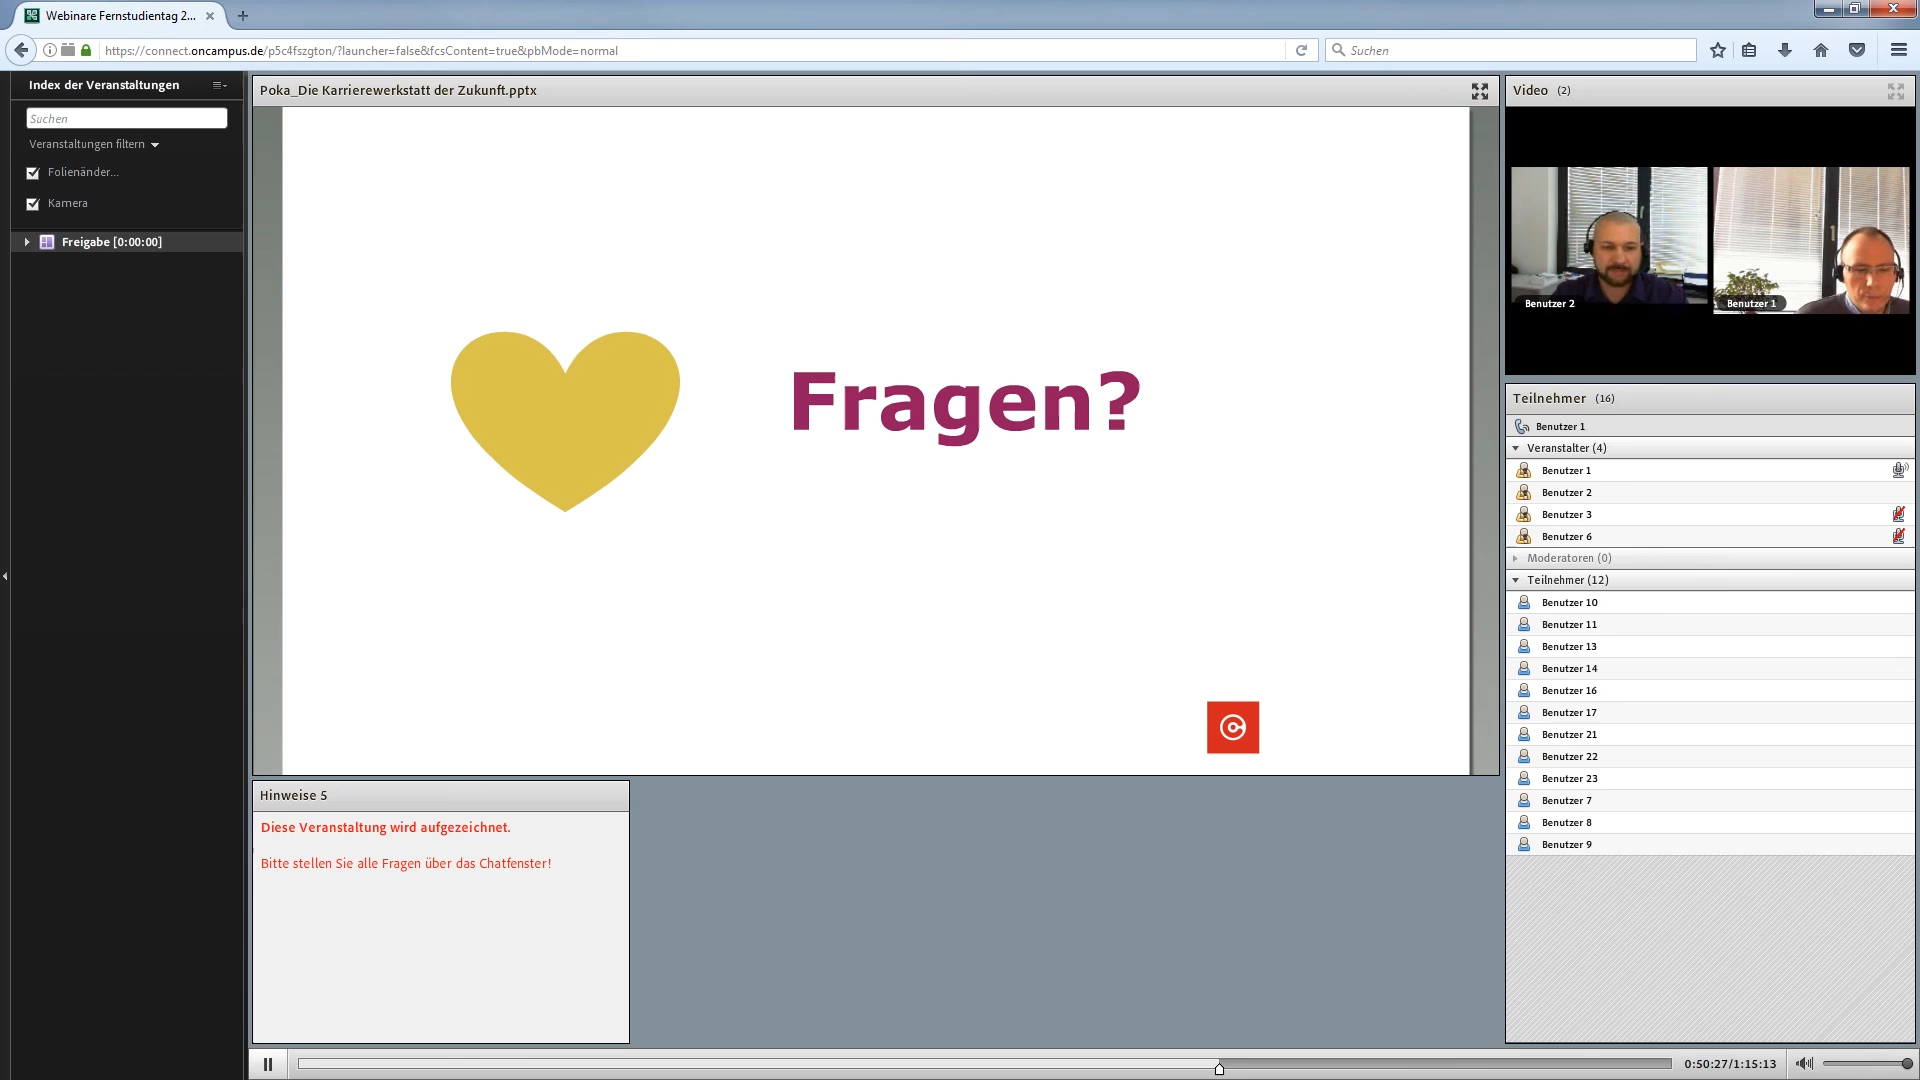 Webinare Fernstudientag 2...
https://connect.oncampus.de/p5c4fszgton/?launcher=false&fcsContent=true&pbMode=normal
Suchen
Index der Veranstaltungen
Suchen
Veranstaltungen filtern
Folienänder...
Kamera
Freigabe [0:00:00]
Poka_Die Karrierewerkstatt der Zukunft.pptx
Fragen?
Hinweise 5
Diese Veranstaltung wird aufgezeichnet.
Bitte stellen Sie alle Fragen über das Chatfenster!
Video (2)
Benutzer 2
Benutzer 1
Teilnehmer (16)
Benutzer 1
Veranstalter (4)
Benutzer 1
Benutzer 2
Benutzer 3
Benutzer 6
Moderatoren (0)
Teilnehmer (12)
Benutzer 10
Benutzer 11
Benutzer 13
Benutzer 14
Benutzer 16
Benutzer 17
Benutzer 21
Benutzer 22
Benutzer 23
Benutzer 7
Benutzer 8
Benutzer 9
0:50:27/1:15:13